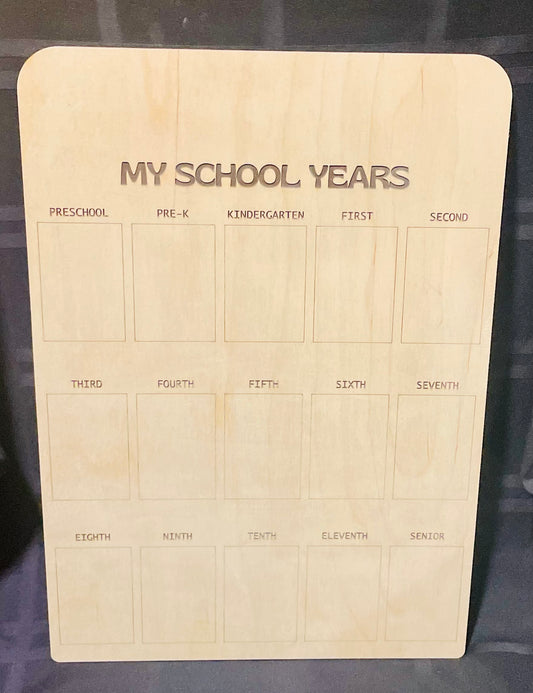 MY SCHOOL YEARS
PRESCHOOL PRE-K KINDERGARTEN FIRST SECOND
THIRD FOURTH FIFTH SIXTH SEVENTH
EIGHTH NINTH TENTH ELEVENTH SENIOR